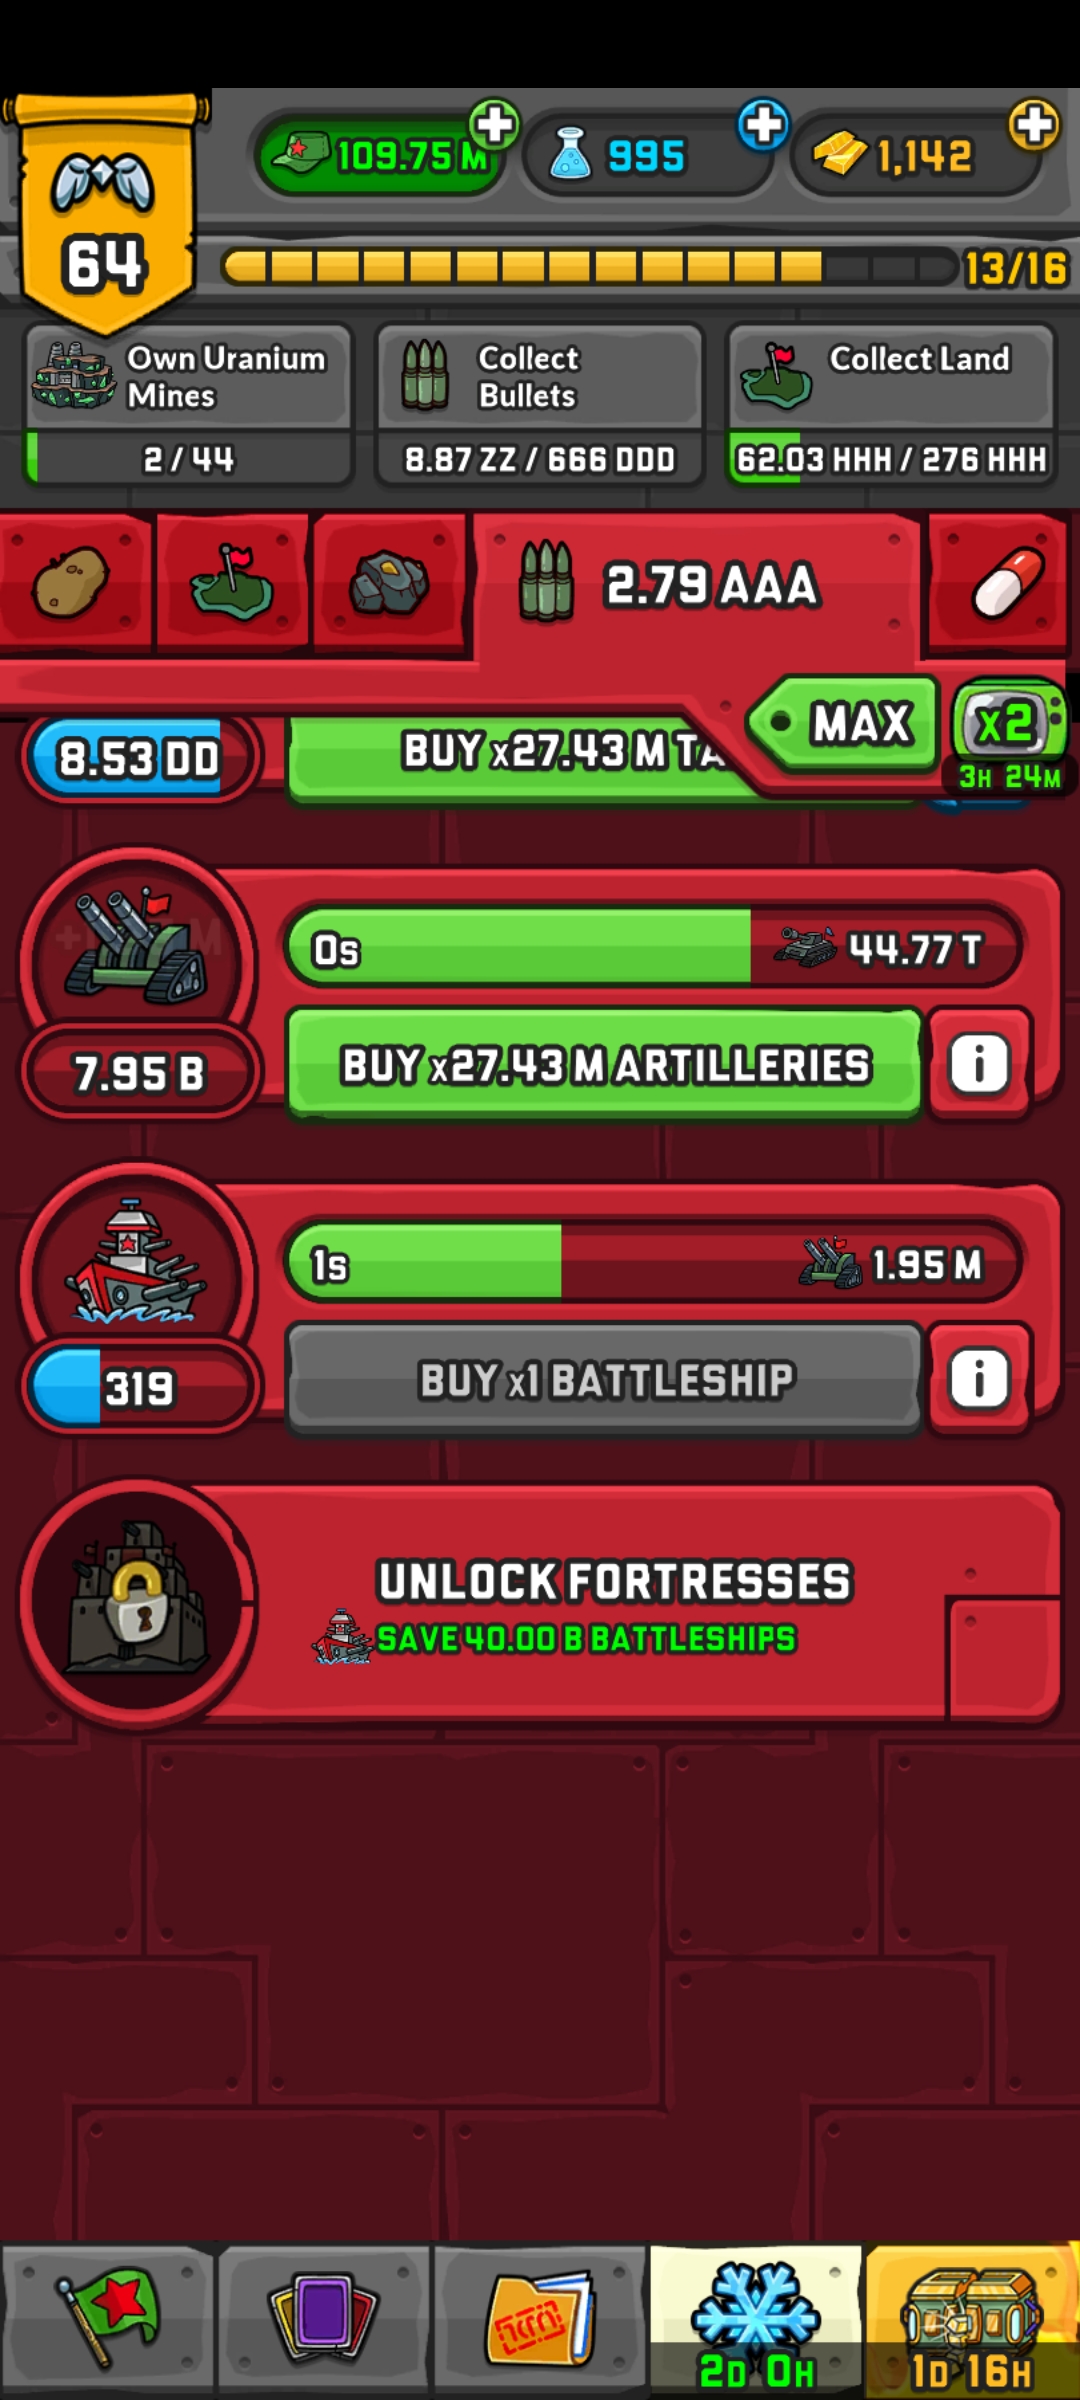 109.75 M
995
1,142
64
13/16
Own Uranium
Mines
2 / 44
Collect
Bullets
8.87 ZZ / 666 DDD
Collect Land
62.03 HHH / 276 HHH
2.79 AAA
MAX
x2
3H 24M
8.53 DD
BUY x27.43 M TA
0s
44.77 T
7.95 B
BUY x27.43 M ARTILLERIES
i
1s
1.95 M
319
BUY x1 BATTLESHIP
i
UNLOCK FORTRESSES
SAVE 40.00 B BATTLESHIPS
2D 0H
1D 16H